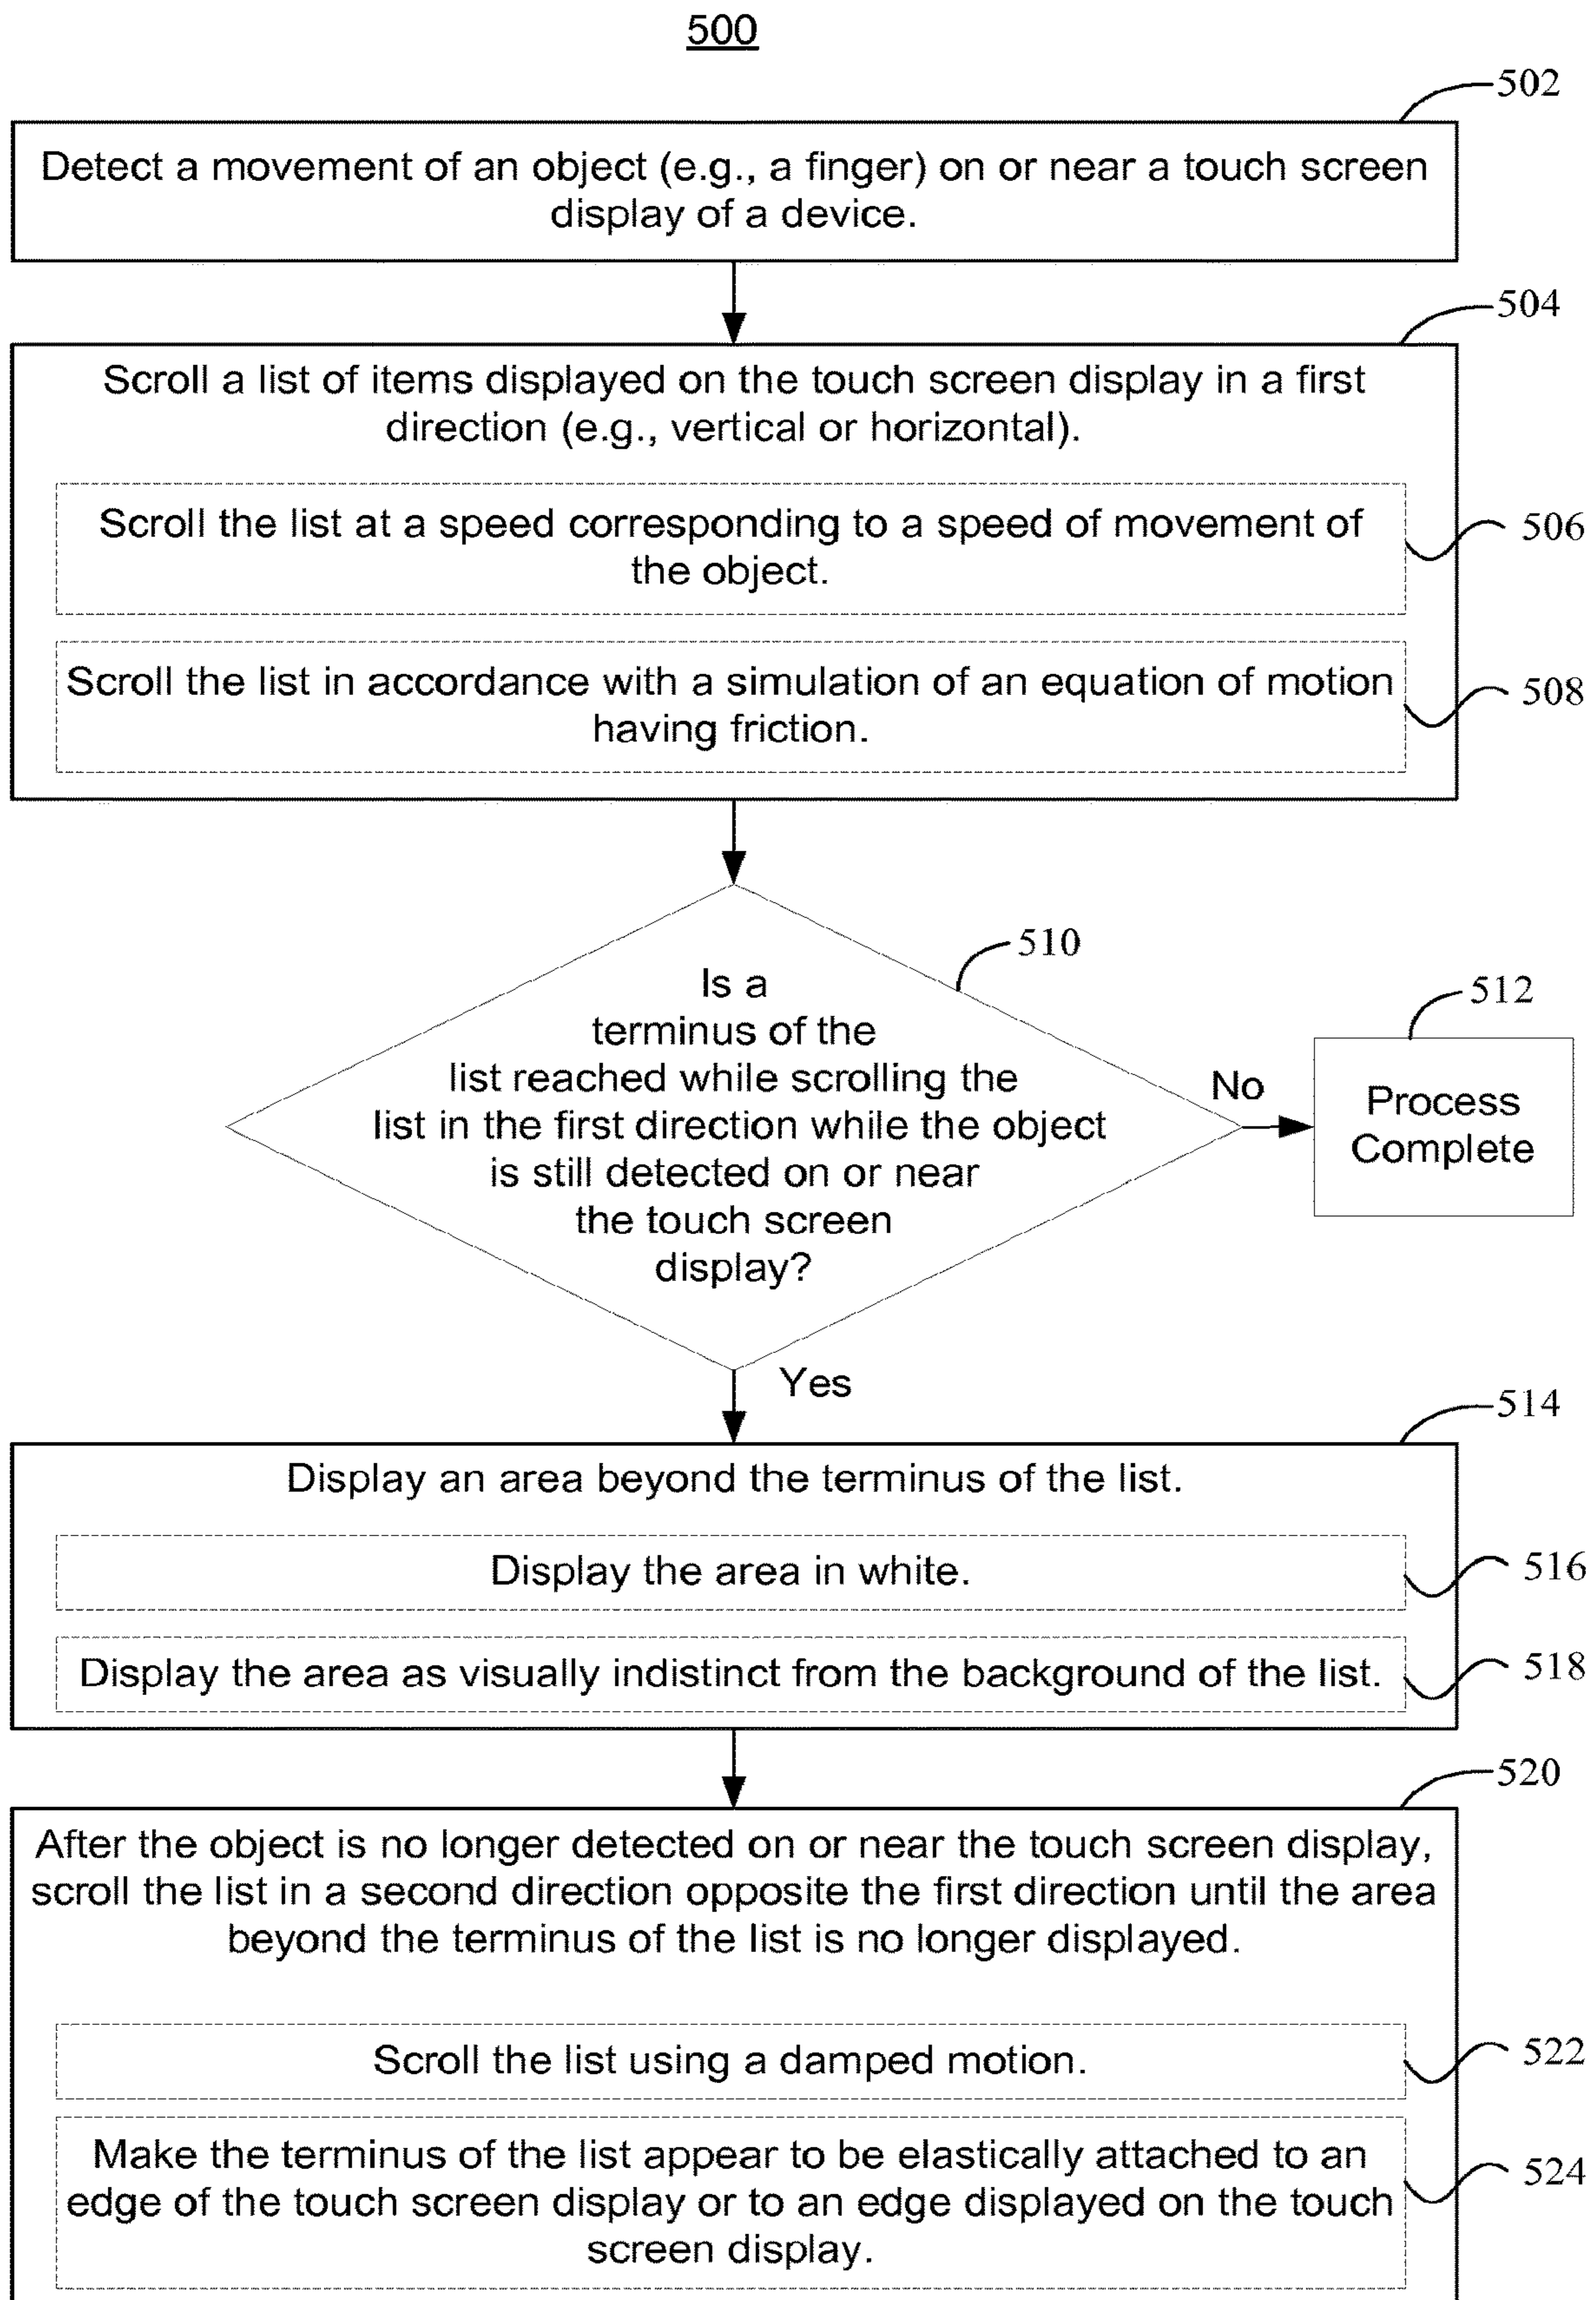 500
502
Detect a movement of an object (e.g., a finger) on or near a touch screen
display of a device.
504
Scroll a list of items displayed on the touch screen display in a first
direction (e.g., vertical or horizontal).
Scroll the list at a speed corresponding to a speed of movement of
the object.
506
Scroll the list in accordance with a simulation of an equation of motion
having friction.
508
510
Is a
terminus of the
list reached while scrolling the
list in the first direction while the object
is still detected on or near
the touch screen
display?
No
512
Process
Complete
Yes
514
Display an area beyond the terminus of the list.
Display the area in white.
516
Display the area as visually indistinct from the background of the list.
518
520
After the object is no longer detected on or near the touch screen display,
scroll the list in a second direction opposite the first direction until the area
beyond the terminus of the list is no longer displayed.
Scroll the list using a damped motion.
522
Make the terminus of the list appear to be elastically attached to an
edge of the touch screen display or to an edge displayed on the touch
screen display.
524